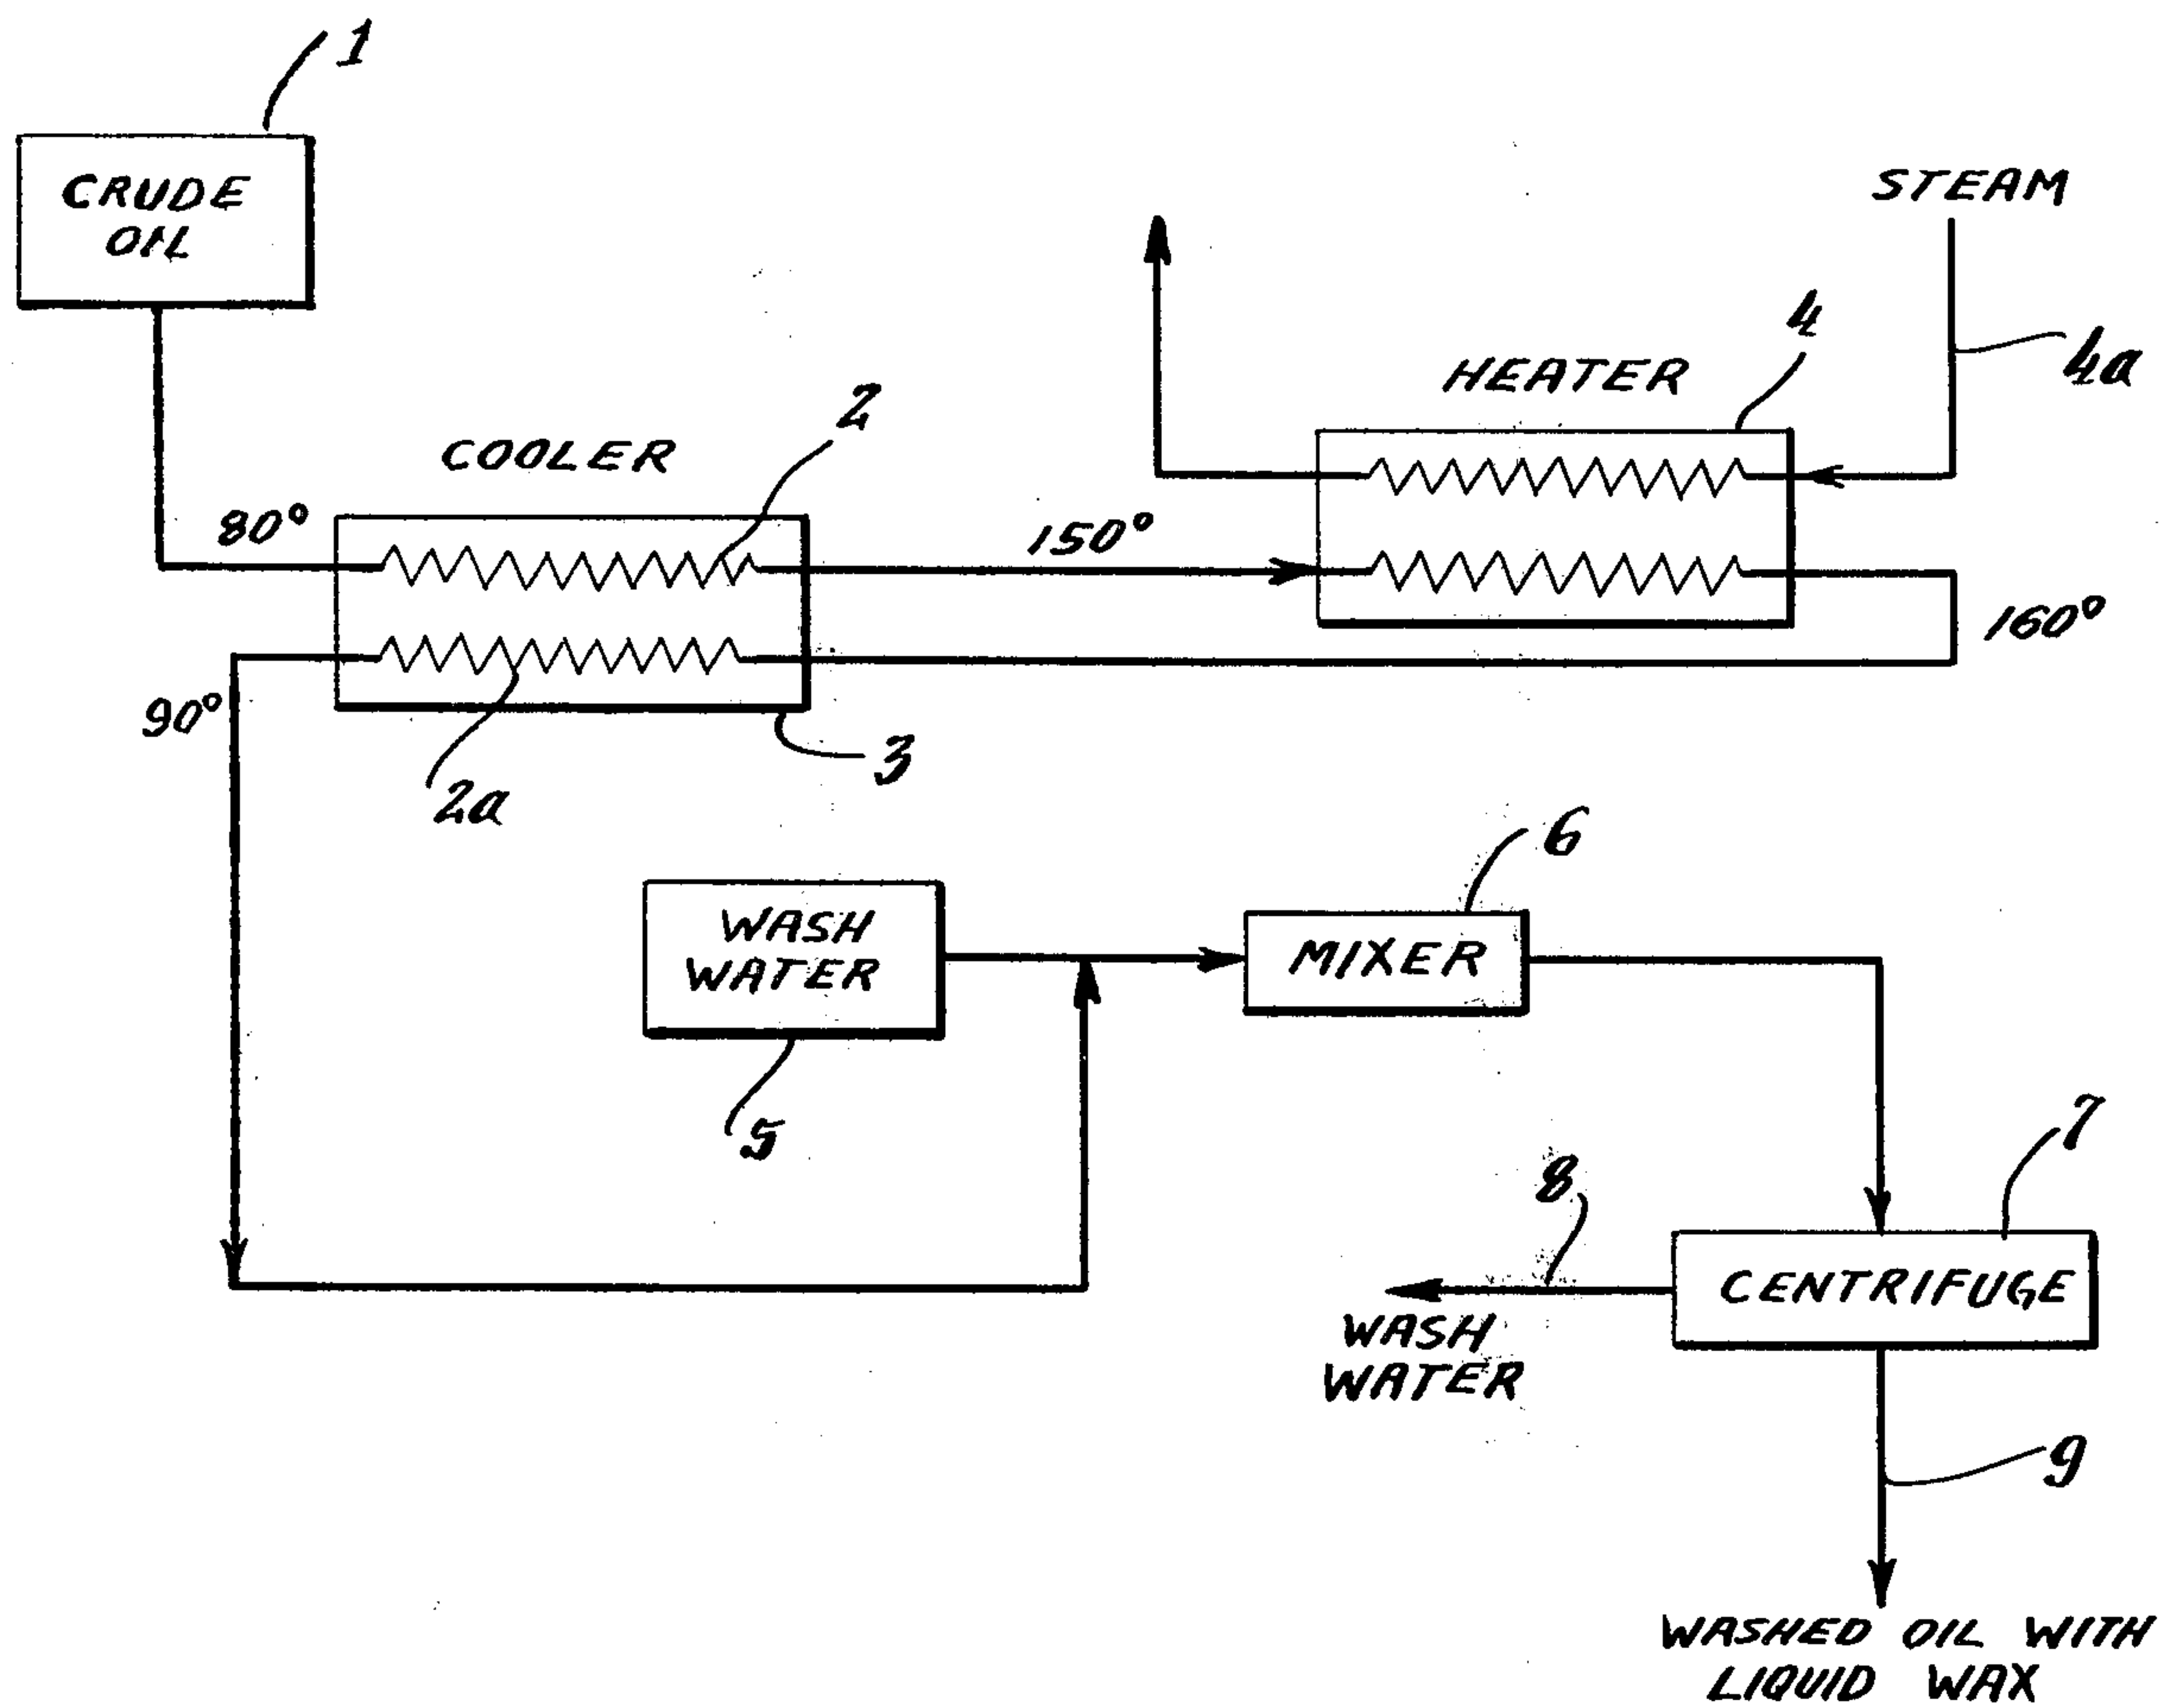 1
CRUDE
OIL
STEAM
4
4a
HEATER
2
COOLER
80°
150°
160°
90°
3
2a
6
WASH
WATER
MIXER
5
7
8
CENTRIFUGE
WASH
WATER
9
WASHED OIL WITH
LIQUID WAX